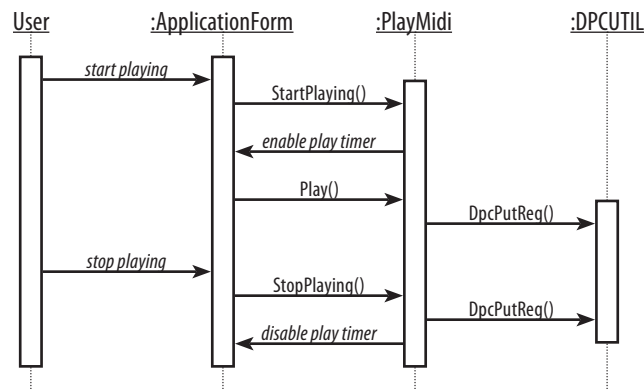 User :ApplicationForm :PlayMidi :DPCUTIL
start playing
StartPlaying()
enable play timer
Play()
DpcPutReq()
stop playing
StopPlaying()
DpcPutReq()
disable play timer